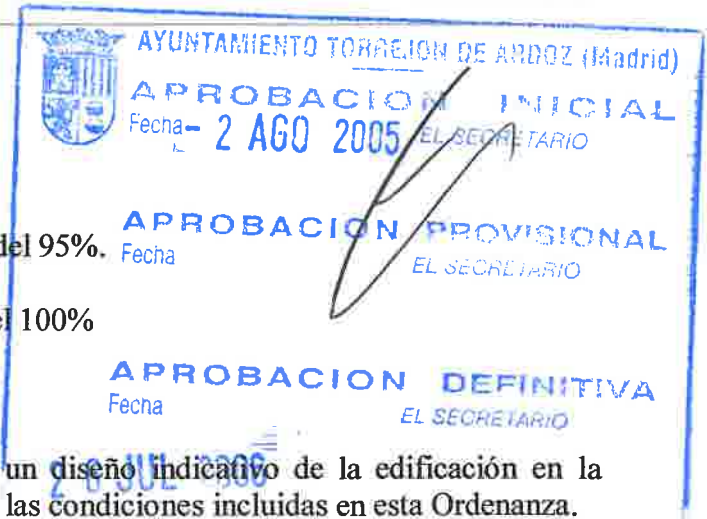 AYUNTAMIENTO TORREJON DE ARDOZ (Madrid)
APROBACION INICIAL
Fecha - 2 AGO 2005 EL SECRETARIO
del 95%.
APROBACION PROVISIONAL
Fecha EL SECRETARIO
el 100%
APROBACION DEFINITIVA
Fecha EL SECRETARIO
un diseño indicativo de la edificación en la
JUL
las condiciones incluidas en esta Ordenanza.